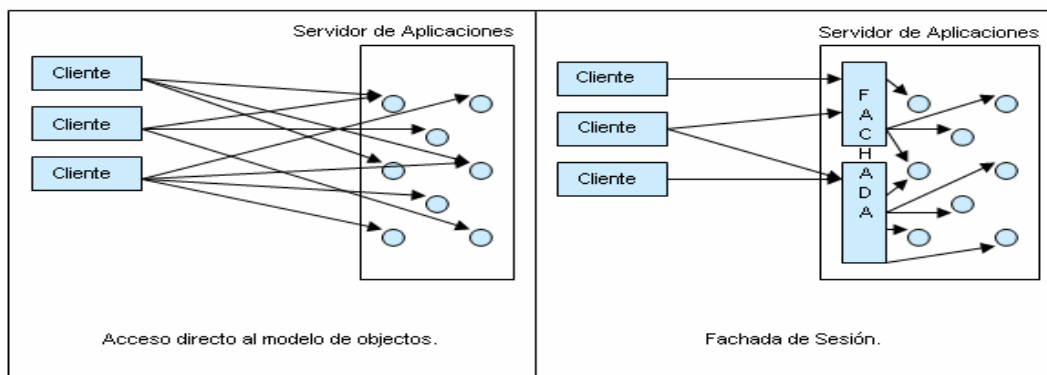 Servidor de Aplicaciones
Cliente
Cliente
Cliente
Acceso directo al modelo de objetos.
Servidor de Aplicaciones
Cliente
Cliente
Cliente
F
A
C
H
A
D
A
Fachada de Sesión.